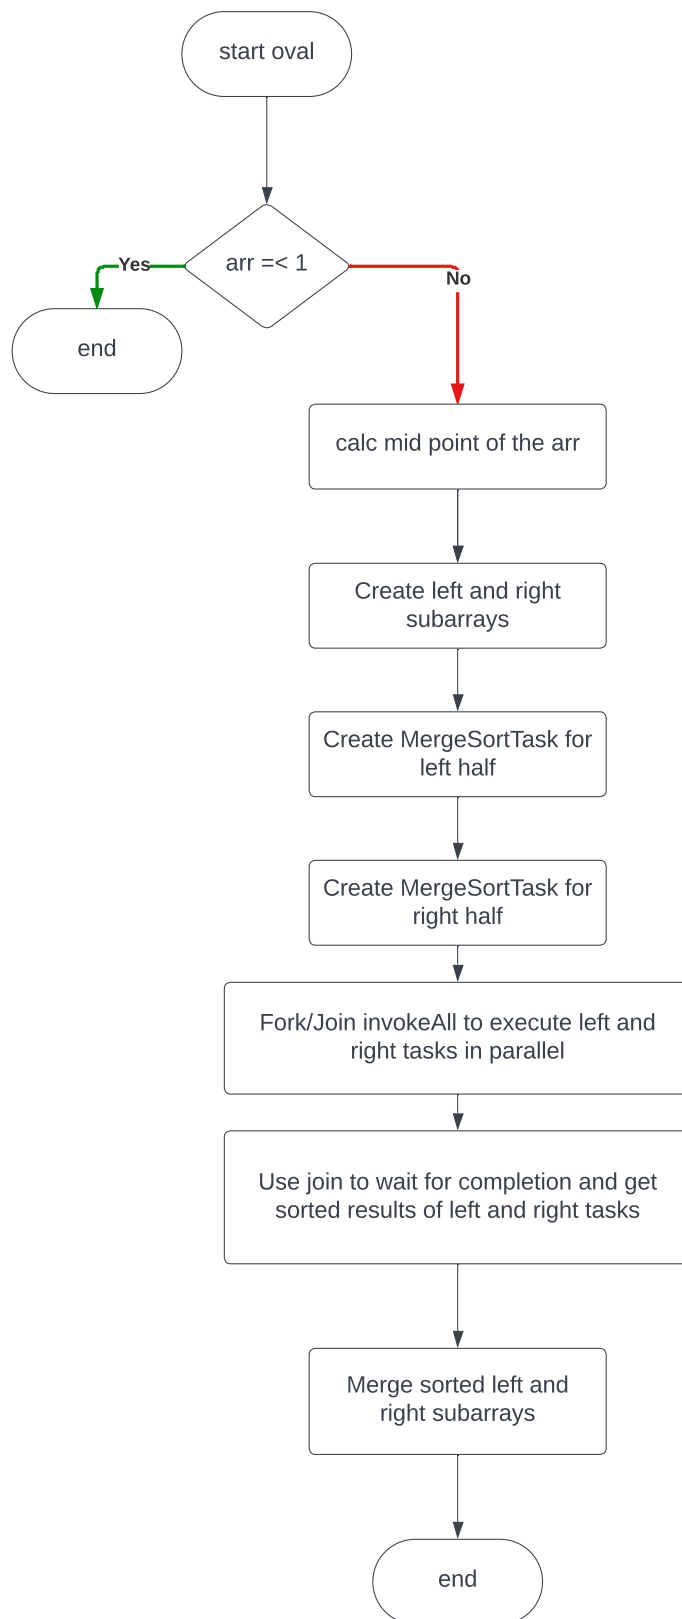 start oval
arr =< 1
Yes
No
end
calc mid point of the arr
Create left and right
subarrays
Create MergeSortTask for
left half
Create MergeSortTask for
right half
Fork/Join invokeAll to execute left and
right tasks in parallel
Use join to wait for completion and get
sorted results of left and right tasks
Merge sorted left and
right subarrays
end